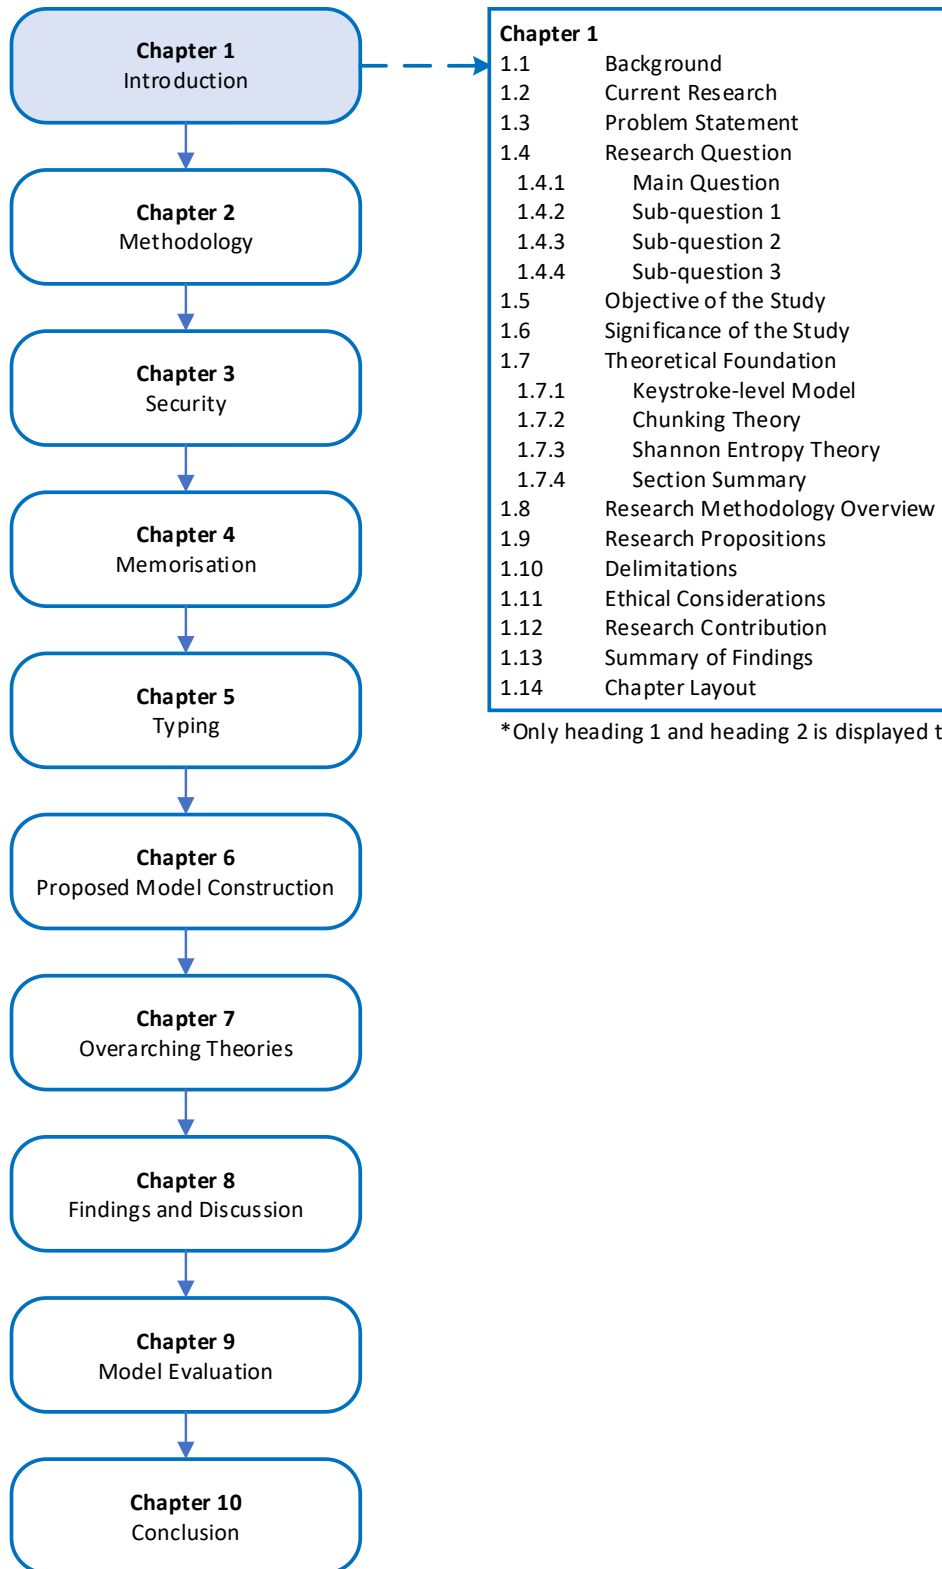 Chapter 1
Introduction
Chapter 2
Methodology
Chapter 3
Security
Chapter 4
Memorisation
Chapter 5
Typing
Chapter 6
Proposed Model Construction
Chapter 7
Overarching Theories
Chapter 8
Findings and Discussion
Chapter 9
Model Evaluation
Chapter 10
Conclusion
Chapter 1
1.1 Background
1.2 Current Research
1.3 Problem Statement
1.4 Research Question
1.4.1 Main Question
1.4.2 Sub-question 1
1.4.3 Sub-question 2
1.4.4 Sub-question 3
1.5 Objective of the Study
1.6 Significance of the Study
1.7 Theoretical Foundation
1.7.1 Keystroke-level Model
1.7.2 Chunking Theory
1.7.3 Shannon Entropy Theory
1.7.4 Section Summary
1.8 Research Methodology Overview
1.9 Research Propositions
1.10 Delimitations
1.11 Ethical Considerations
1.12 Research Contribution
1.13 Summary of Findings
1.14 Chapter Layout
*Only heading 1 and heading 2 is displayed